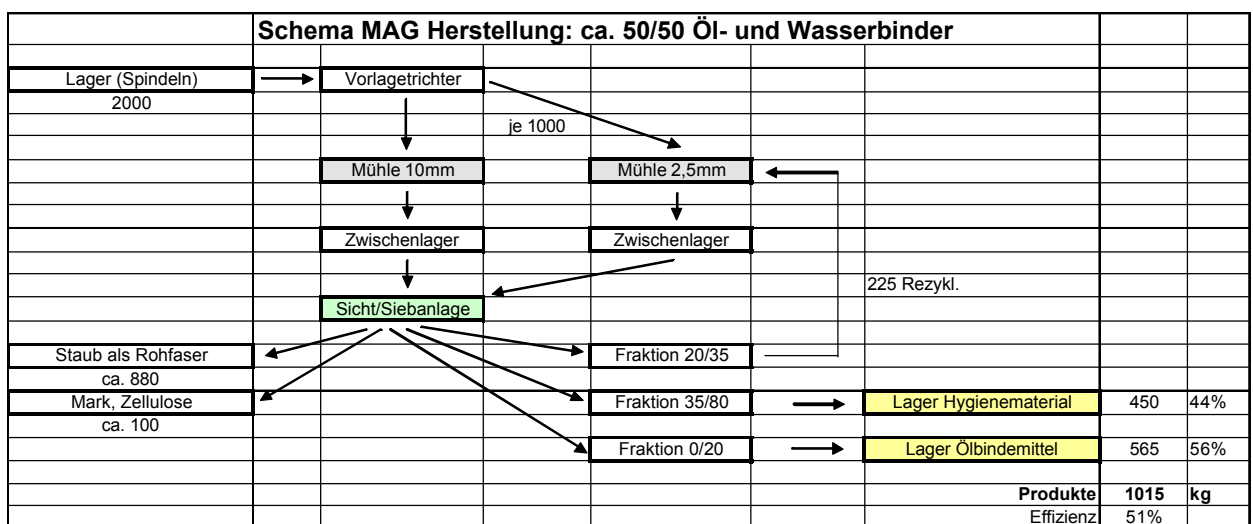 Schema MAG Herstellung: ca. 50/50 Öl- und Wasserbinder
Lager (Spindeln) Vorlagetrichter
2000
je 1000
Mühle 10mm Mühle 2,5mm
Zwischenlager Zwischenlager
225 Rezykl.
Sicht/Siebanlage
Staub als Rohfaser Fraktion 20/35
ca. 880
Mark, Zellulose Fraktion 35/80 Lager Hygienematerial 450 44%
ca. 100
Fraktion 0/20 Lager Ölbindemittel 565 56%
Produkte 1015 kg
Effizienz 51%